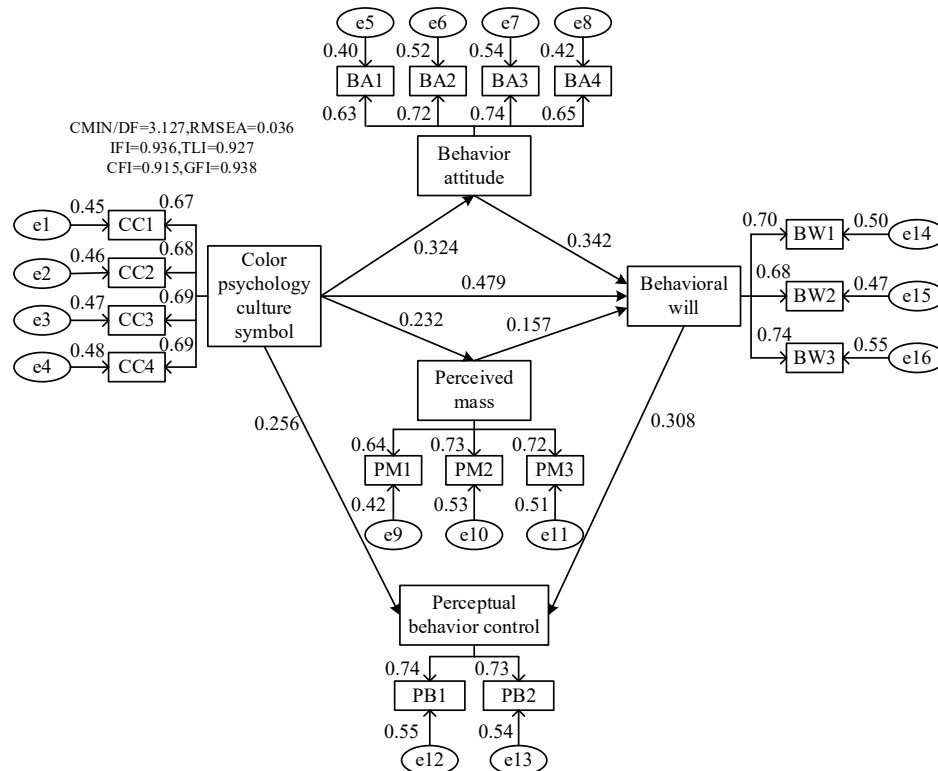 e5 e6 e7 e8
0.40 0.52 0.54 0.42
BA1 BA2 BA3 BA4
0.63 0.72 0.74 0.65
CMIN/DF=3.127,RMSEA=0.036
IFI=0.936,TLI=0.927
CFI=0.915,GFI=0.938
Behavior
attitude
e1 0.45 CC1 0.67
e2 0.46 CC2 0.68
e3 0.47 CC3 0.69
e4 0.48 CC4 0.69
Color
psychology
culture
symbol
0.324
0.342
0.479
0.232
0.157
Behavioral
will
0.70 BW1 0.50 e14
0.68 BW2 0.47 e15
0.74 BW3 0.55 e16
Perceived
mass
0.256
0.308
0.64 0.73 0.72
PM1 PM2 PM3
0.42 0.53 0.51
e9 e10 e11
Perceptual
behavior control
0.74 0.73
PB1 PB2
0.55 0.54
e12 e13